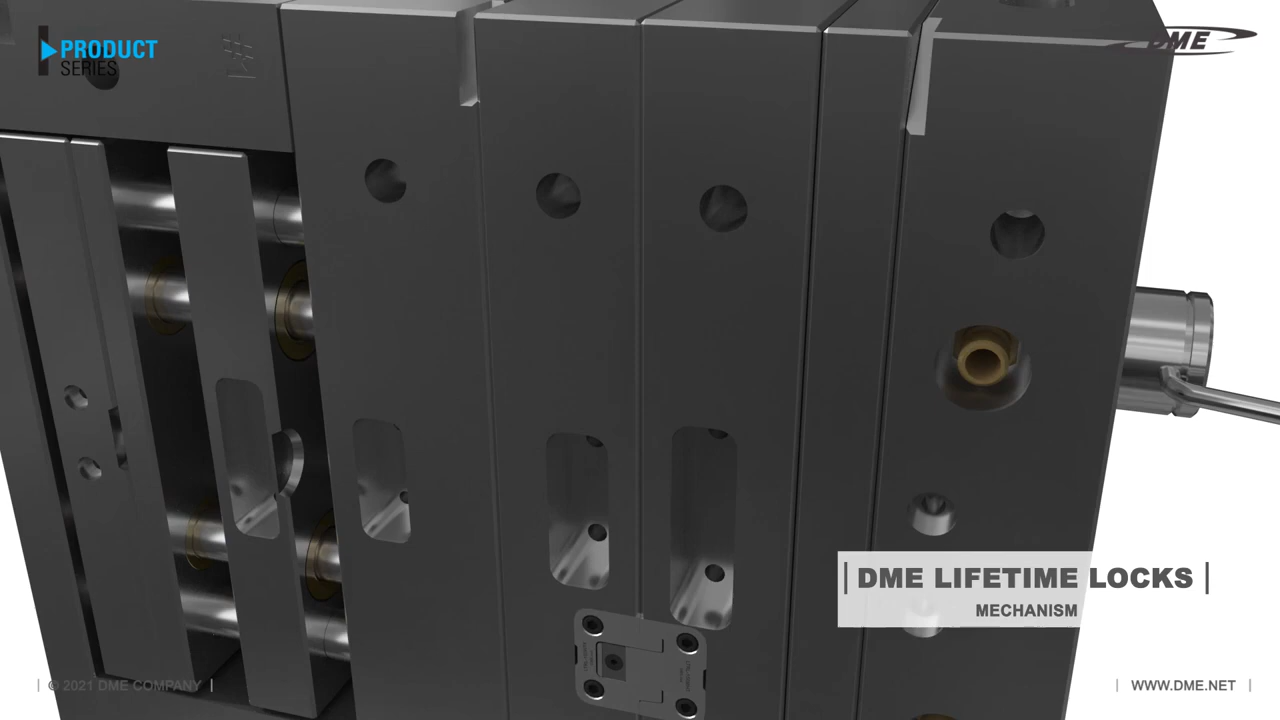 PRODUCT
SERIES
DME
DME LIFETIME LOCKS
MECHANISM
© 2021 DME COMPANY
WWW.DME.NET